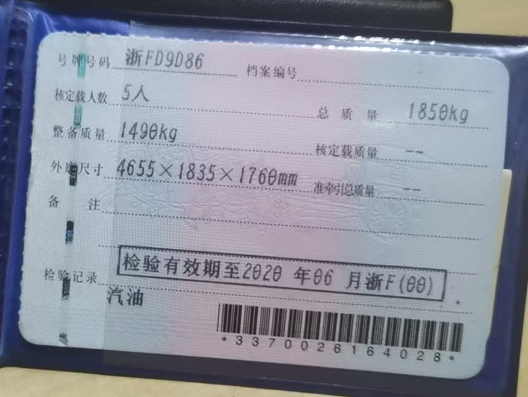 号牌号码 浙FD9D86 档案编号
核定载人数 5人 总质量 1850kg
整备质量 1490kg 核定载质量 --
外廓尺寸 4655×1835×1760mm 准牵引总质量 --
备注
检验记录 检验有效期至2020年06月浙F(00)
汽油
*3370026164028*